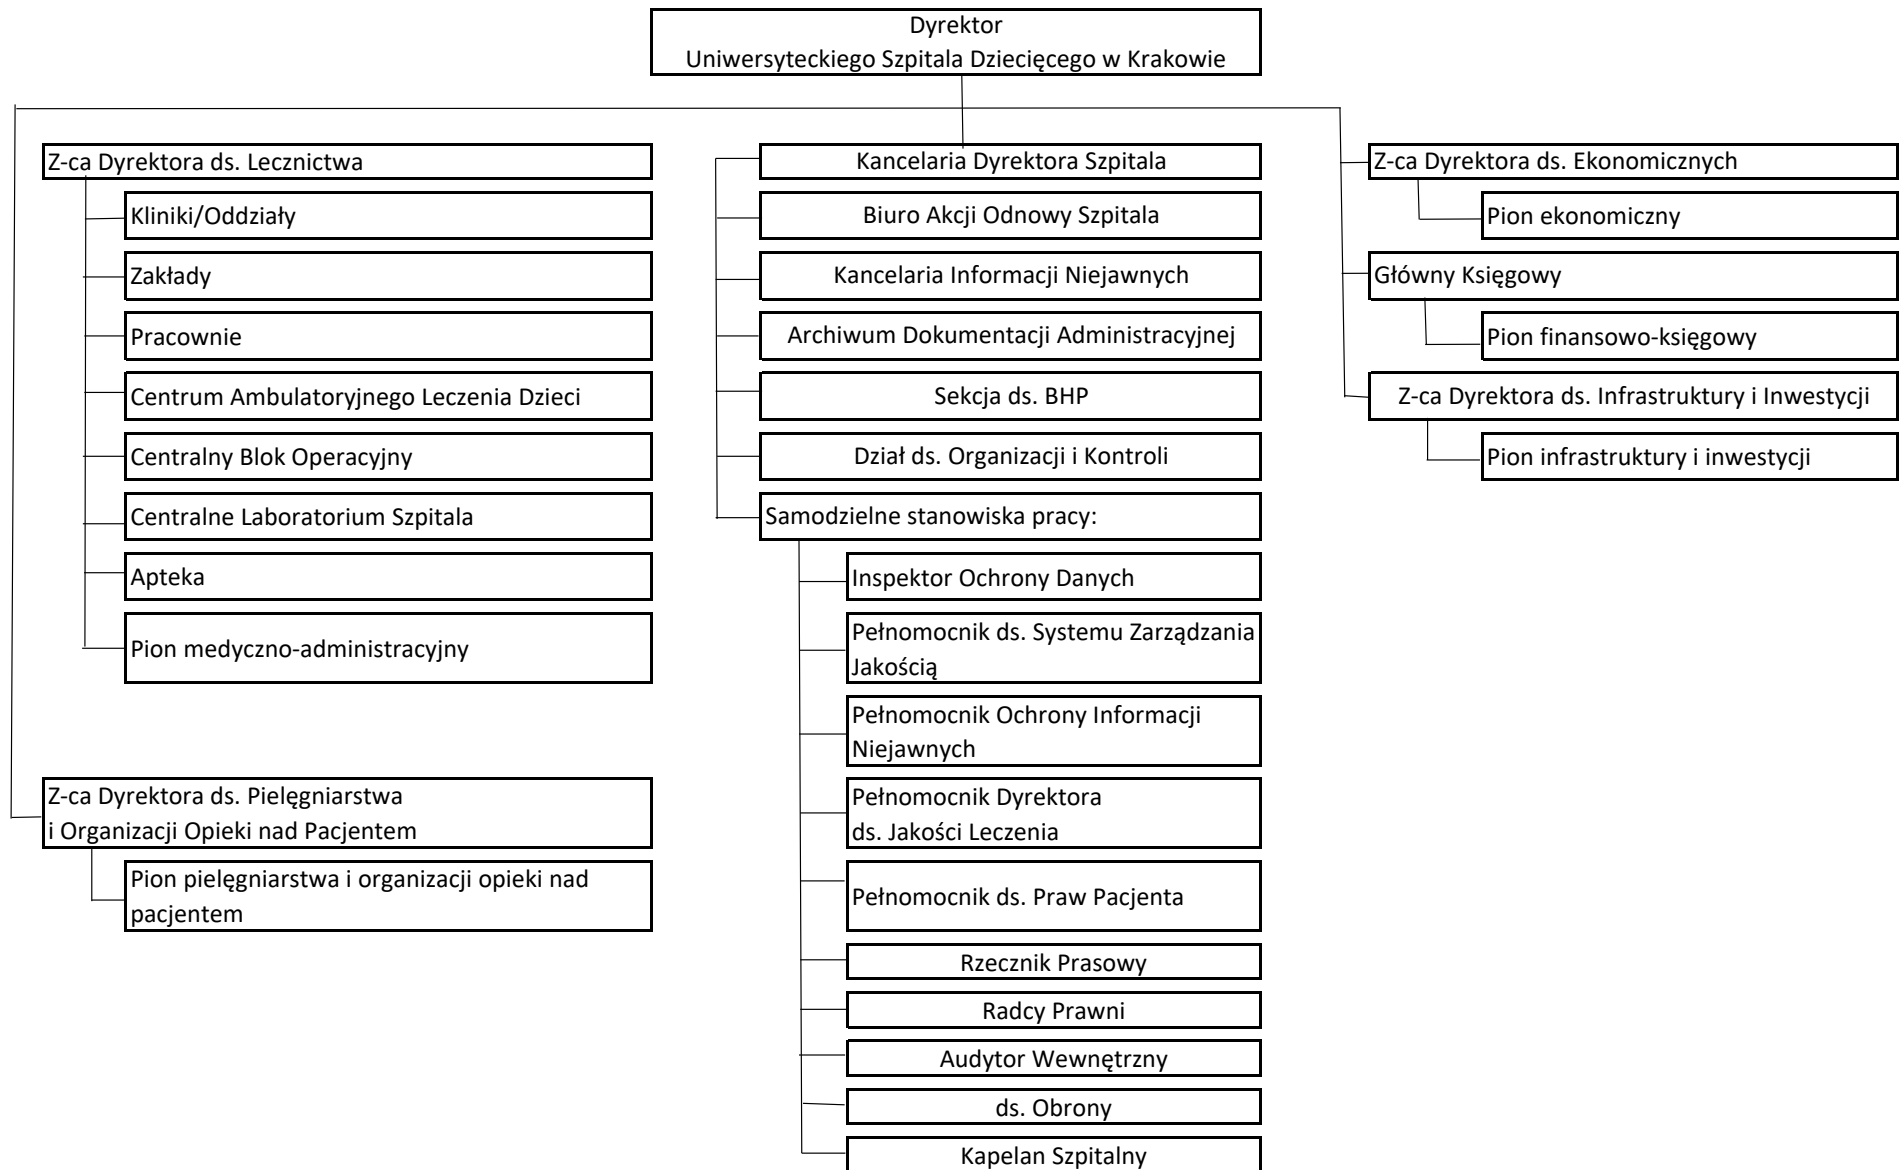 Dyrektor
Uniwersyteckiego Szpitala Dziecięcego w Krakowie
Z-ca Dyrektora ds. Lecznictwa
Kliniki/Oddziały
Zakłady
Pracownie
Centrum Ambulatoryjnego Leczenia Dzieci
Centralny Blok Operacyjny
Centralne Laboratorium Szpitala
Apteka
Pion medyczno-administracyjny
Z-ca Dyrektora ds. Pielęgniarstwa
i Organizacji Opieki nad Pacjentem
Pion pielęgniarstwa i organizacji opieki nad
pacjentem
Kancelaria Dyrektora Szpitala
Biuro Akcji Odnowy Szpitala
Kancelaria Informacji Niejawnych
Archiwum Dokumentacji Administracyjnej
Sekcja ds. BHP
Dział ds. Organizacji i Kontroli
Samodzielne stanowiska pracy:
Inspektor Ochrony Danych
Pełnomocnik ds. Systemu Zarządzania
Jakością
Pełnomocnik Ochrony Informacji
Niejawnych
Pełnomocnik Dyrektora
ds. Jakości Leczenia
Pełnomocnik ds. Praw Pacjenta
Rzecznik Prasowy
Radcy Prawni
Audytor Wewnętrzny
ds. Obrony
Kapelan Szpitalny
Z-ca Dyrektora ds. Ekonomicznych
Pion ekonomiczny
Główny Księgowy
Pion finansowo-księgowy
Z-ca Dyrektora ds. Infrastruktury i Inwestycji
Pion infrastruktury i inwestycji